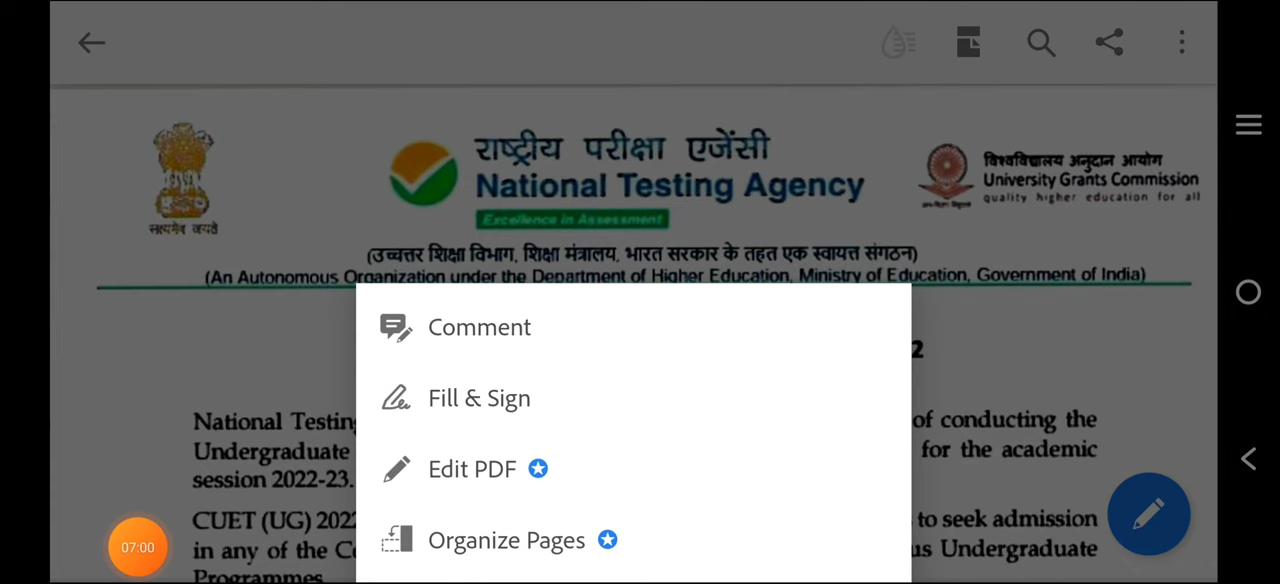 राष्ट्रीय परीक्षा एजेंसी
National Testing Agency
Excellence in Assessment
सत्यमेव जयते
विश्वविद्यालय अनुदान आयोग
University Grants Commission
quality higher education for all
(उच्चत्तर शिक्षा विभाग, शिक्षा मंत्रालय, भारत सरकार के तहत एक स्वायत्त संगठन)
(An Autonomous Organization under the Department of Higher Education, Ministry of Education, Government of India)
Comment
Fill & Sign
Edit PDF
Organize Pages
2
National Testing of conducting the
Undergraduate for the academic
session 2022-23.
CUET (UG) 2022 to seek admission
in any of the Undergraduate
Programmes
07:00